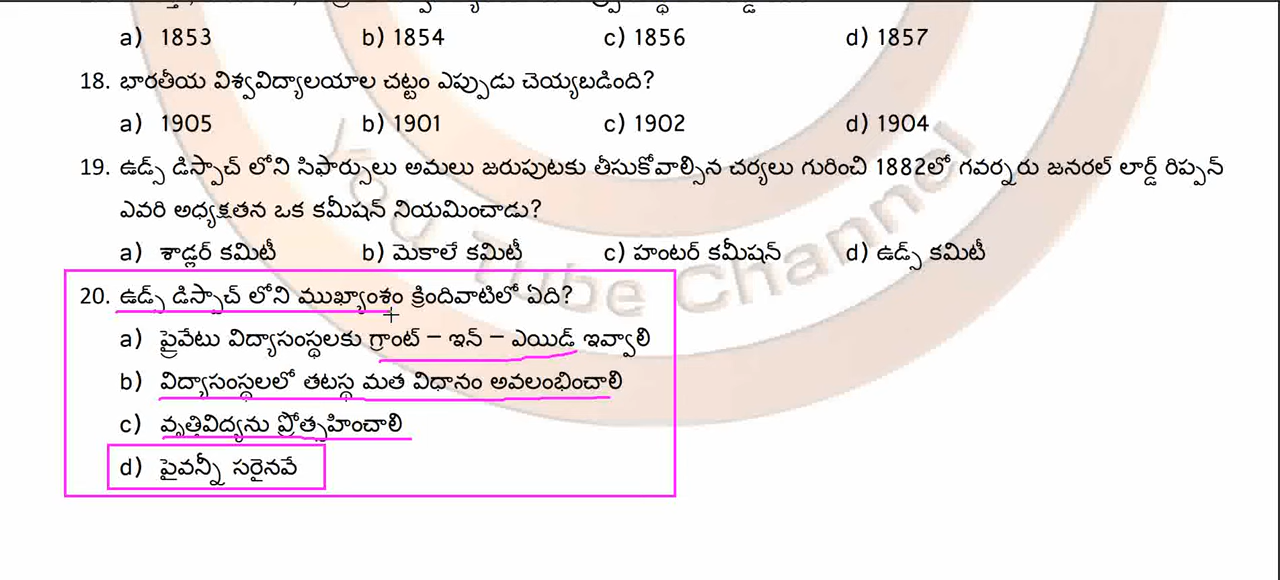 a) 1853 b) 1854 c) 1856 d) 1857
18. భారతీయ విశ్వవిద్యాలయాల చట్టం ఎప్పుడు చెయ్యబడింది?
a) 1905 b) 1901 c) 1902 d) 1904
19. ఉడ్స్ డిస్పాచ్ లోని సిఫార్సులు అమలు జరుపుటకు తీసుకోవాల్సిన చర్యలు గురించి 1882లో గవర్నరు జనరల్ లార్డ్ రిప్పన్
ఎవరి అధ్యక్షతన ఒక కమీషన్ నియమించాడు?
a) శాడ్లర్ కమిటీ b) మెకాలే కమిటీ c) హంటర్ కమీషన్ d) ఉడ్స్ కమిటీ
20. ఉడ్స్ డిస్పాచ్ లోని ముఖ్యాంశం క్రిందివాటిలో ఏది?
a) ప్రైవేటు విద్యాసంస్థలకు గ్రాంట్ – ఇన్ – ఎయిడ్ ఇవ్వాలి
b) విద్యాసంస్థలలో తటస్థ మత విధానం అవలంభించాలి
c) వృత్తివిద్యను ప్రోత్సహించాలి
d) పైవన్నీ సరైనవే
You Tube Channel